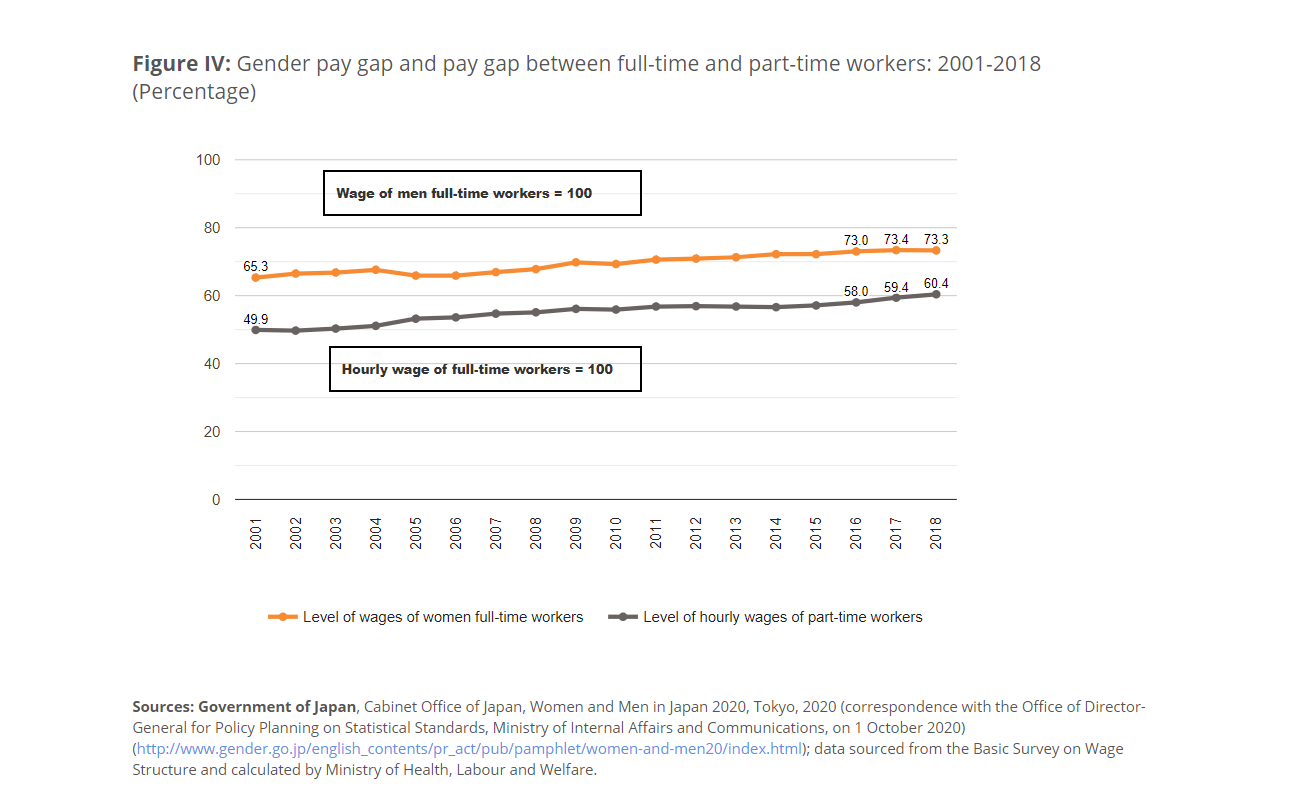 Figure IV: Gender pay gap and pay gap between full-time and part-time workers: 2001-2018
(Percentage)
100
Wage of men full-time workers = 100
80
73.0 73.4 73.3
65.3
60
58.0 59.4 60.4
49.9
40
Hourly wage of full-time workers = 100
20
0
2001 2002 2003 2004 2005 2006 2007 2008 2009 2010 2011 2012 2013 2014 2015 2016 2017 2018
Level of wages of women full-time workers Level of hourly wages of part-time workers
Sources: Government of Japan, Cabinet Office of Japan, Women and Men in Japan 2020, Tokyo, 2020 (correspondence with the Office of Director-
General for Policy Planning on Statistical Standards, Ministry of Internal Affairs and Communications, on 1 October 2020)
(http://www.gender.go.jp/english_contents/pr_act/pub/pamphlet/women-and-men20/index.html); data sourced from the Basic Survey on Wage
Structure and calculated by Ministry of Health, Labour and Welfare.